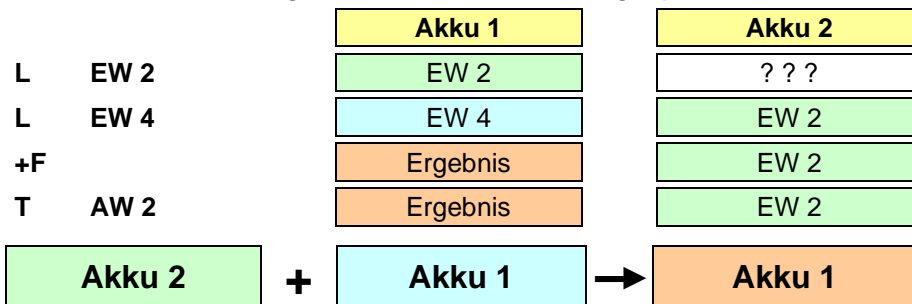 Akku 1 Akku 2
L EW 2 EW 2 ? ? ?
L EW 4 EW 4 EW 2
+F Ergebnis EW 2
T AW 2 Ergebnis EW 2
Akku 2 + Akku 1 → Akku 1